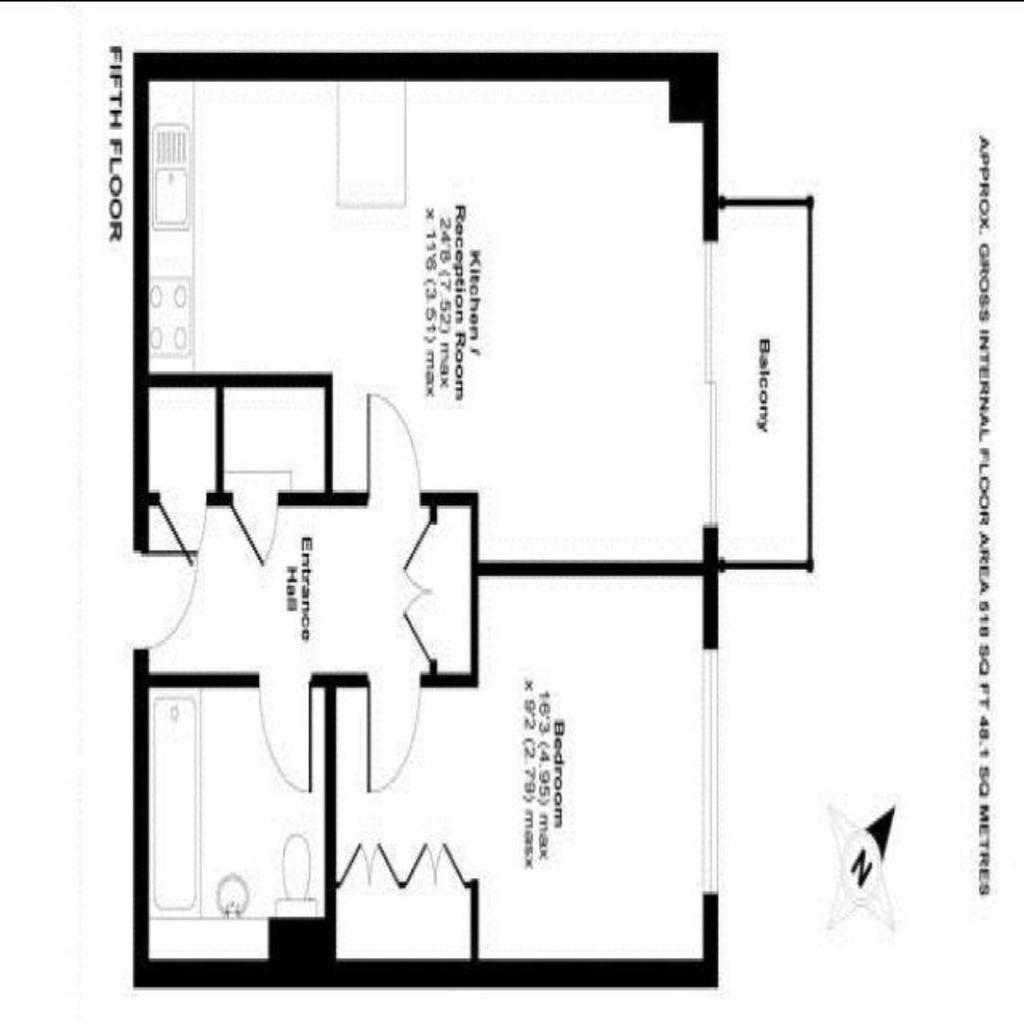 APPROX. GROSS INTERNAL FLOOR AREA 518 SQ FT 48.1 SQ METRES
N
Balcony
Kitchen /
Reception Room
24'8 (7.52) max
x 11'6 (3.51) max
Bedroom
16'3 (4.95) max
x 9'2 (2.79) masx
Entrance
Hall
FIFTH FLOOR